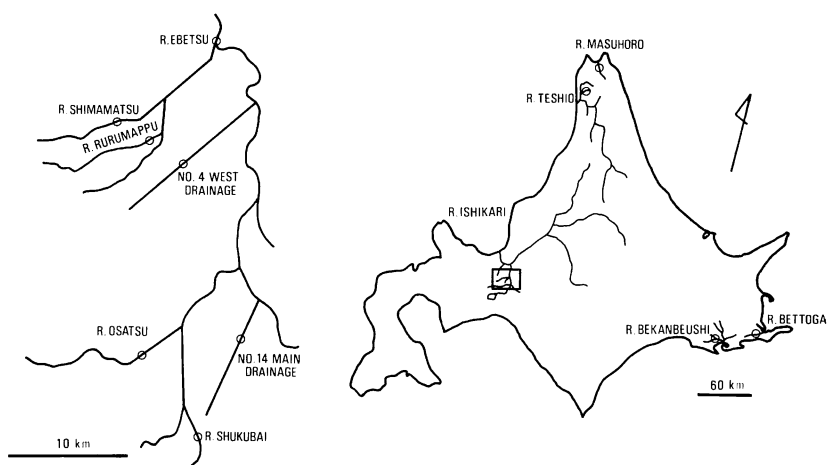 R. EBETSU
R. SHIMAMATSU
R. RURUMAPPU
NO. 4 WEST
DRAINAGE
R. OSATSU
NO. 14 MAIN
DRAINAGE
R. SHUKUBAI
10 km
R. MASUHORO
R. TESHIO
R. ISHIKARI
R. BEKANBEUSHI
R. BETTOGA
60 km